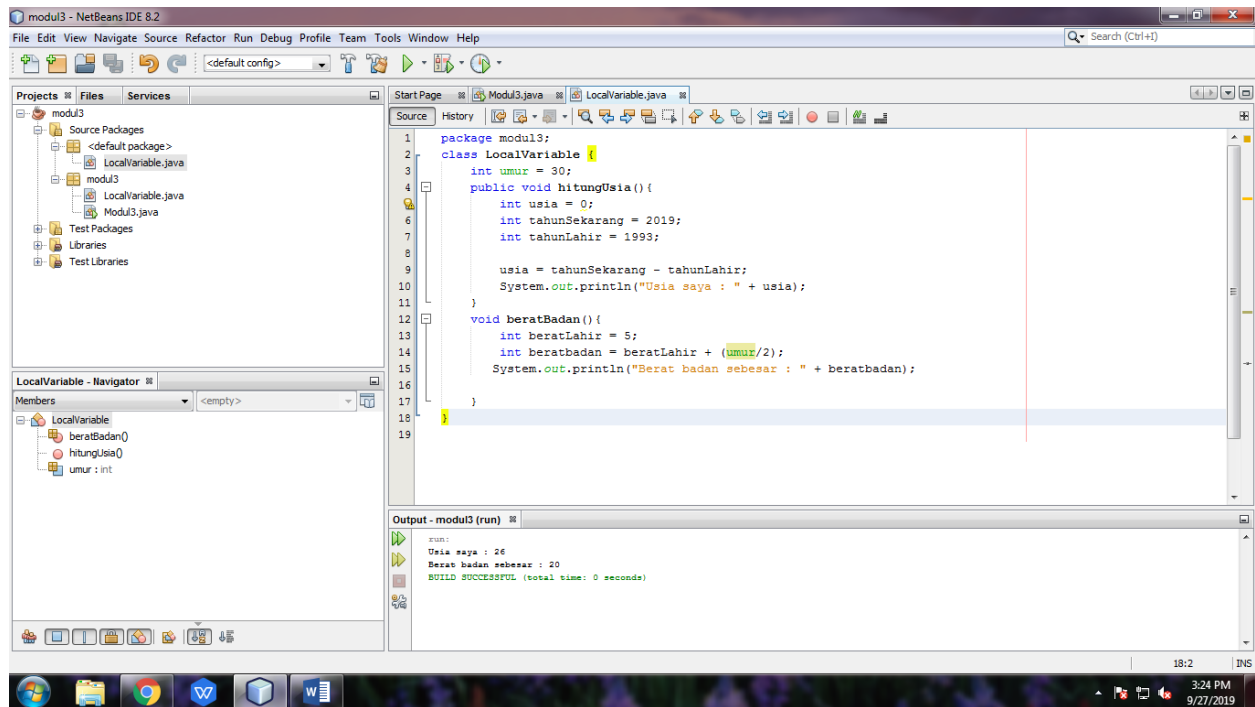 modul3 - NetBeans IDE 8.2
File Edit View Navigate Source Refactor Run Debug Profile Team Tools Window Help
Search (Ctrl+I)
<default config>
Projects Files Services
modul3
Source Packages
<default package>
LocalVariable.java
modul3
LocalVariable.java
Modul3.java
Test Packages
Libraries
Test Libraries
LocalVariable - Navigator
Members <empty>
LocalVariable
beratBadan()
hitungUsia()
umur : int
Start Page Modul3.java LocalVariable.java
Source History
1 package modul3;
2 class LocalVariable {
3 int umur = 30;
4 public void hitungUsia(){
int usia = 0;
6 int tahunSekarang = 2019;
7 int tahunLahir = 1993;
8
9 usia = tahunSekarang - tahunLahir;
10 System.out.println("Usia saya : " + usia);
11 }
12 void beratBadan(){
13 int beratLahir = 5;
14 int beratbadan = beratLahir + (umur/2);
15 System.out.println("Berat badan sebesar : " + beratbadan);
16
17 }
18 }
19
Output - modul3 (run)
run:
Usia saya : 26
Berat badan sebesar : 20
BUILD SUCCESSFUL (total time: 0 seconds)
18:2 INS
3:24 PM
9/27/2019